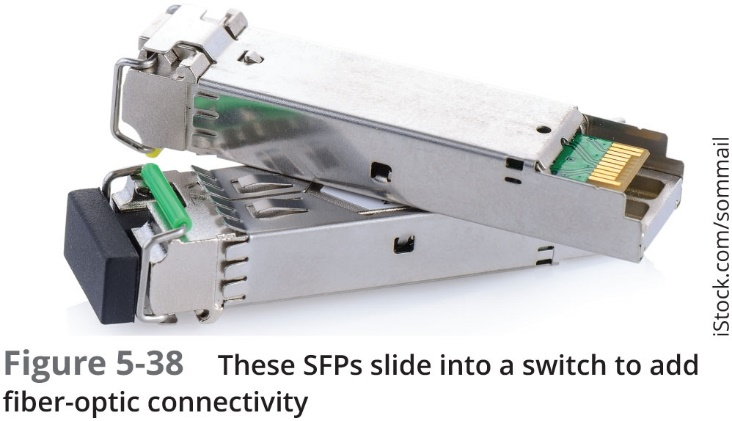 iStock.com/sommail
Figure 5-38 These SFPs slide into a switch to add
fiber-optic connectivity